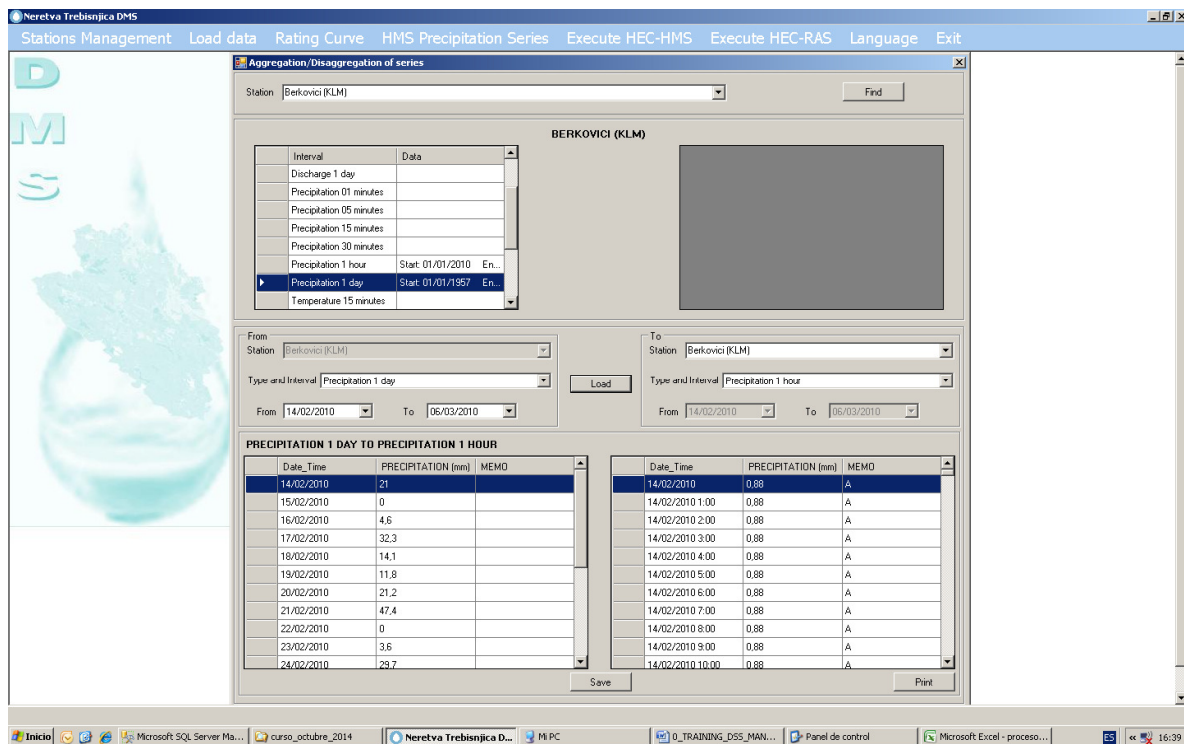 Neretva Trebisnjica DMS
Stations Management Load data Rating Curve HMS Precipitation Series Execute HEC-HMS Execute HEC-RAS Language Exit
DMS
Aggregation/Disaggregation of series
Station Berkovici (KLM) Find
BERKOVICI (KLM)
Interval Data
Discharge 1 day
Precipitation 01 minutes
Precipitation 05 minutes
Precipitation 15 minutes
Precipitation 30 minutes
Precipitation 1 hour Start: 01/01/2010 En...
Precipitation 1 day Start: 01/01/1957 En...
Temperature 15 minutes
From
Station Berkovici (KLM)
Type and Interval Precipitation 1 day
From 14/02/2010 To 06/03/2010
Load
To
Station Berkovici (KLM)
Type and Interval Precipitation 1 hour
From 14/02/2010 To 06/03/2010
PRECIPITATION 1 DAY TO PRECIPITATION 1 HOUR
Date_Time PRECIPITATION (mm) MEMO
14/02/2010 21
15/02/2010 0
16/02/2010 4,6
17/02/2010 32,3
18/02/2010 14,1
19/02/2010 11,8
20/02/2010 21,2
21/02/2010 47,4
22/02/2010 0
23/02/2010 3,6
24/02/2010 29,7
Date_Time PRECIPITATION (mm) MEMO
14/02/2010 0,88 A
14/02/2010 1:00 0,88 A
14/02/2010 2:00 0,88 A
14/02/2010 3:00 0,88 A
14/02/2010 4:00 0,88 A
14/02/2010 5:00 0,88 A
14/02/2010 6:00 0,88 A
14/02/2010 7:00 0,88 A
14/02/2010 8:00 0,88 A
14/02/2010 9:00 0,88 A
14/02/2010 10:00 0,88 A
Save
Print
Inicio Microsoft SQL Server Ma... curso_octubre_2014 Neretva Trebisnjica D... Mi PC 0_TRAINING_DSS_MAN... Panel de control Microsoft Excel - proceso... ES « 16:39